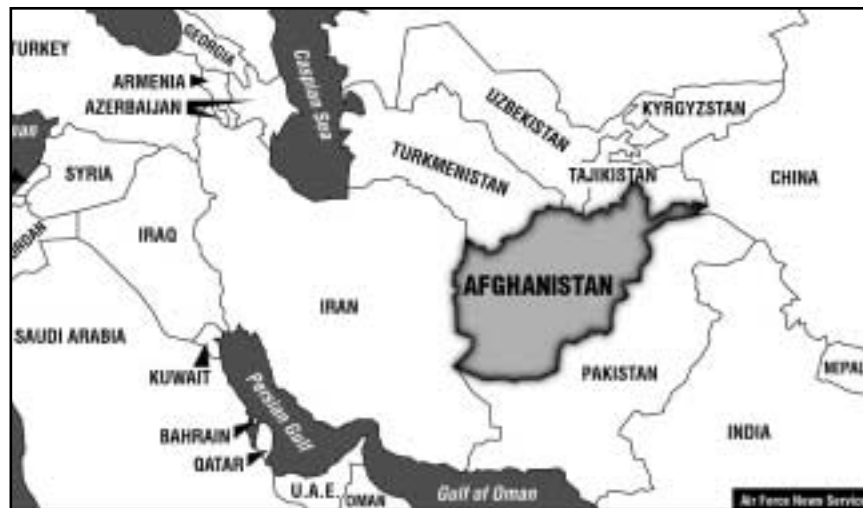 TURKEY
GEORGIA
ARMENIA
AZERBAIJAN
Caspian Sea
UZBEKISTAN
KYRGYZSTAN
TURKMENISTAN
TAJIKISTAN
CHINA
SYRIA
IRAQ
IRAN
AFGHANISTAN
SAUDI ARABIA
KUWAIT
Persian Gulf
PAKISTAN
NEPAL
BAHRAIN
QATAR
INDIA
U.A.E.
OMAN
Gulf of Oman
Air Force News Service